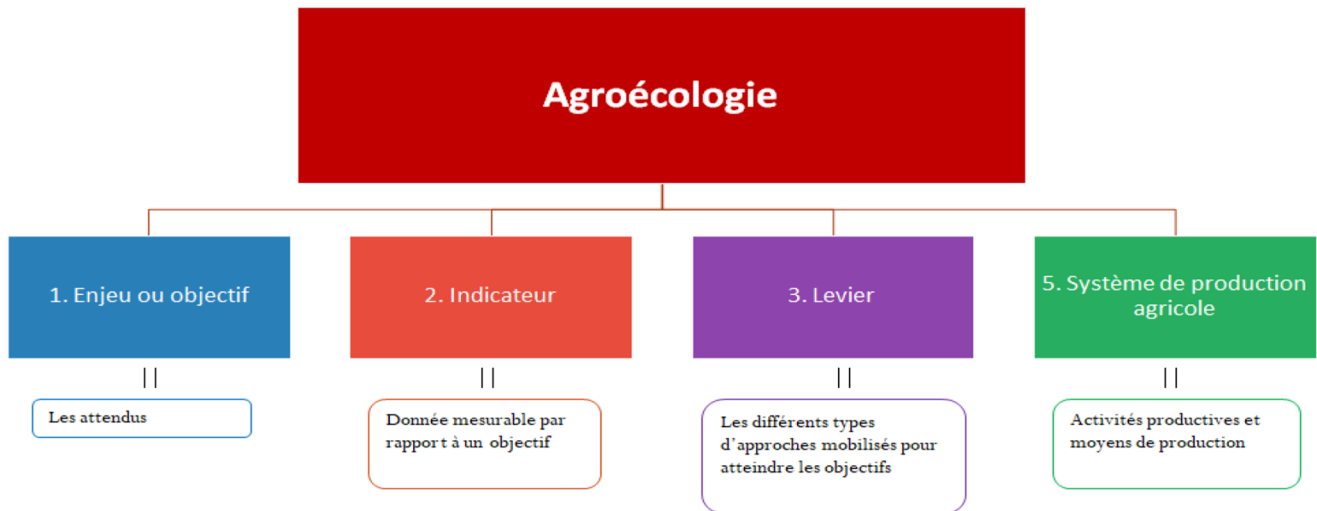 Agroécologie
1. Enjeu ou objectif
2. Indicateur
3. Levier
5. Système de production
agricole
Les attendus
Donnée mesurable par
rapport à un objectif
Les différents types
d'approches mobilisés pour
atteindre les objectifs
Activités productives et
moyens de production